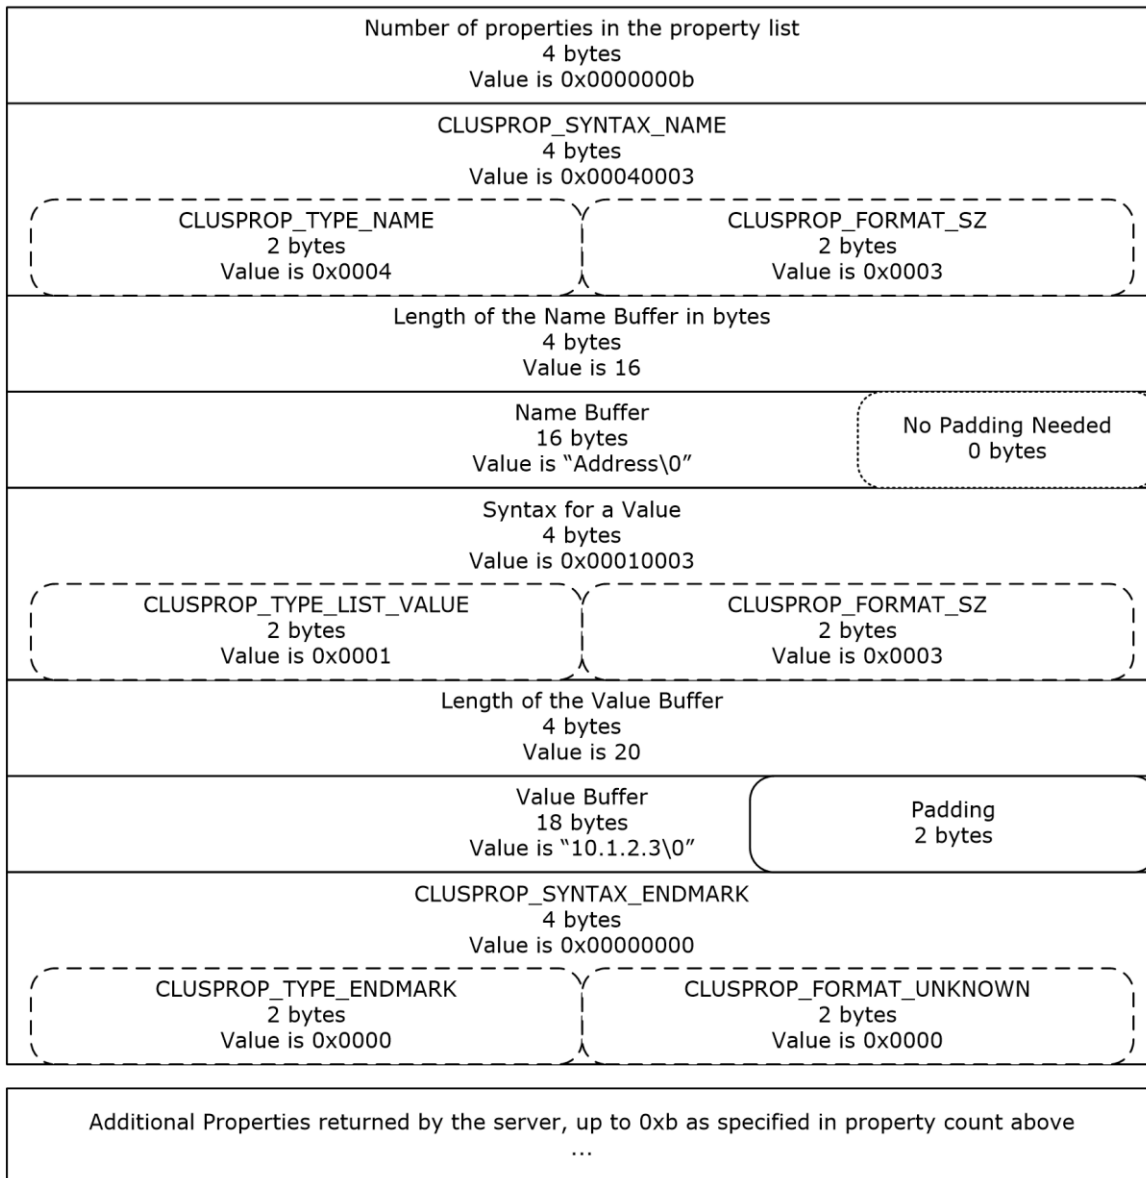 Number of properties in the property list
4 bytes
Value is 0x0000000b
CLUSPROP_SYNTAX_NAME
4 bytes
Value is 0x00040003
CLUSPROP_TYPE_NAME
2 bytes
Value is 0x0004
CLUSPROP_FORMAT_SZ
2 bytes
Value is 0x0003
Length of the Name Buffer in bytes
4 bytes
Value is 16
Name Buffer
16 bytes
Value is “Address\0”
No Padding Needed
0 bytes
Syntax for a Value
4 bytes
Value is 0x00010003
CLUSPROP_TYPE_LIST_VALUE
2 bytes
Value is 0x0001
CLUSPROP_FORMAT_SZ
2 bytes
Value is 0x0003
Length of the Value Buffer
4 bytes
Value is 20
Value Buffer
18 bytes
Value is “10.1.2.3\0”
Padding
2 bytes
CLUSPROP_SYNTAX_ENDMARK
4 bytes
Value is 0x00000000
CLUSPROP_TYPE_ENDMARK
2 bytes
Value is 0x0000
CLUSPROP_FORMAT_UNKNOWN
2 bytes
Value is 0x0000
Additional Properties returned by the server, up to 0xb as specified in property count above
...